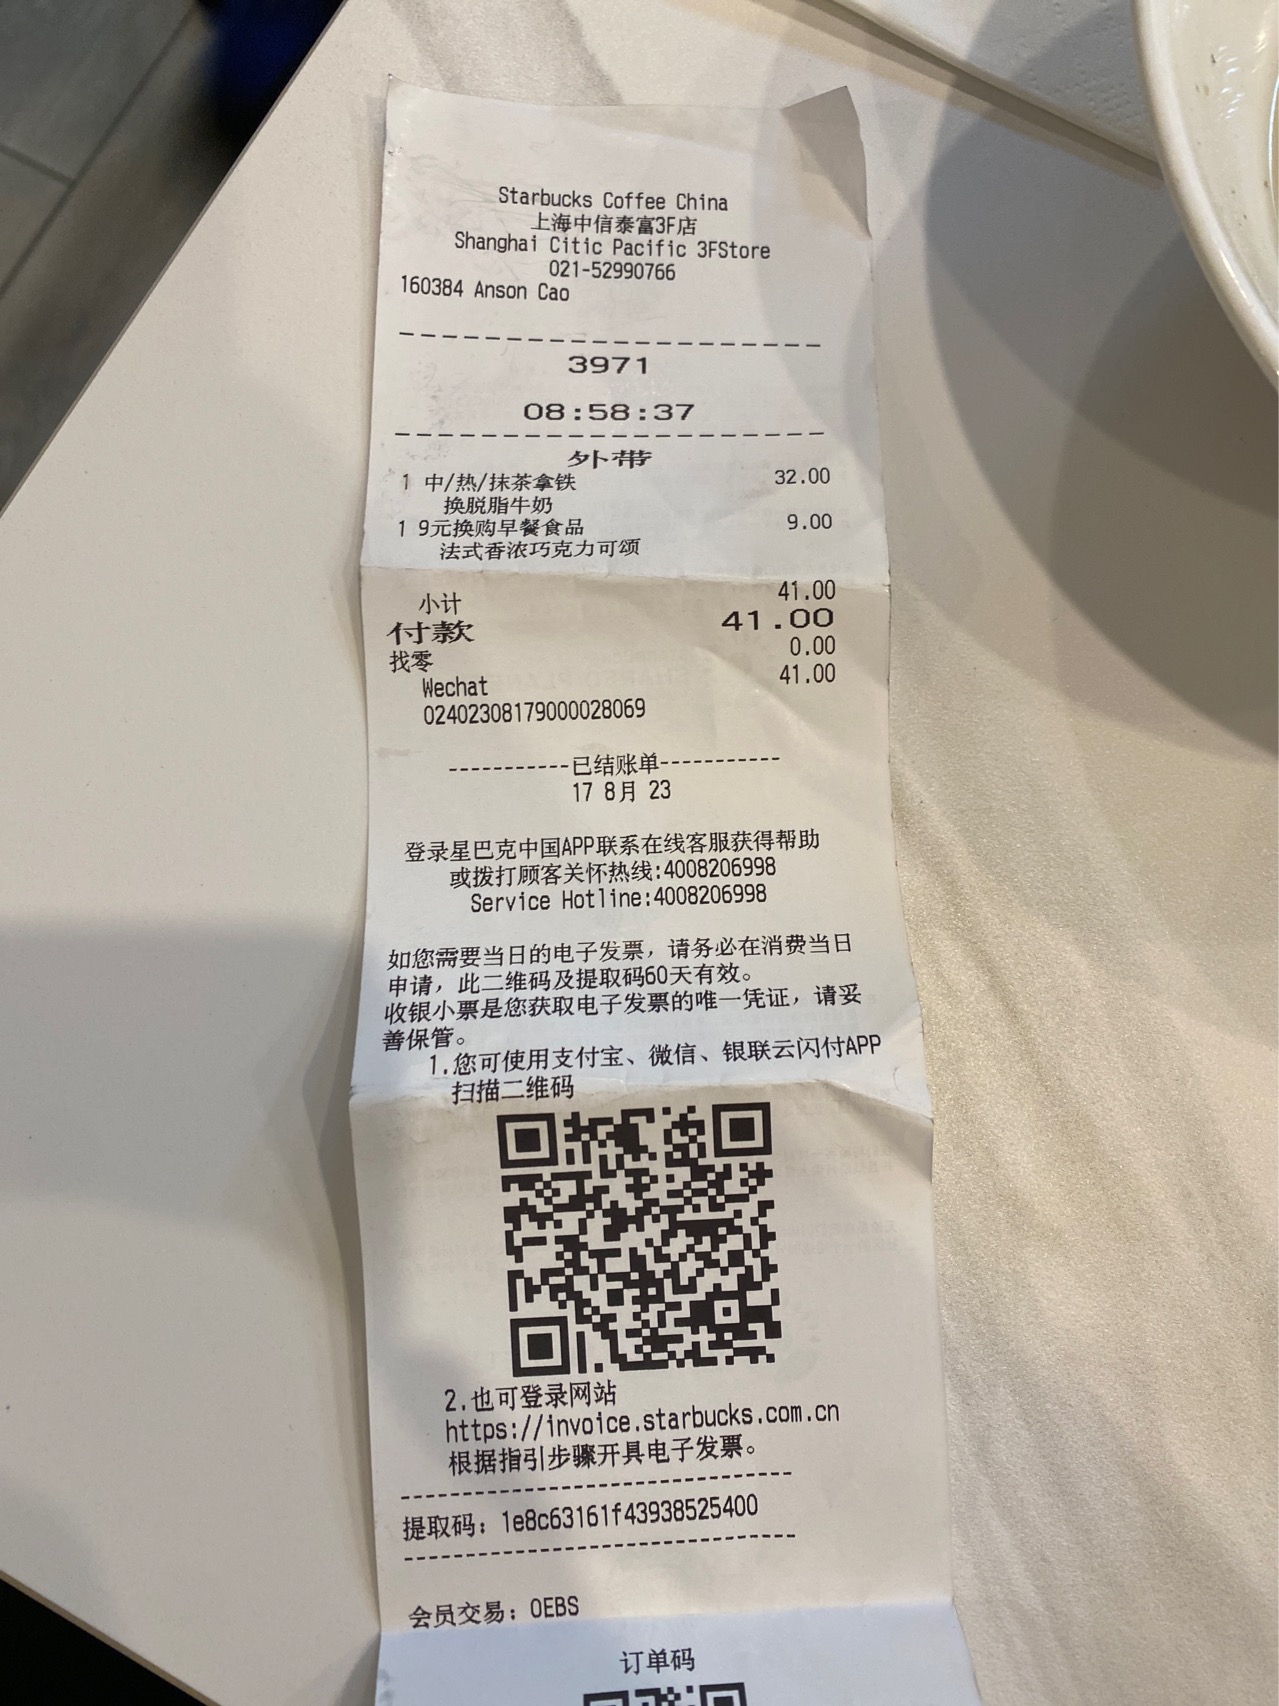 Starbucks Coffee China
上海中信泰富3F店
Shanghai Citic Pacific 3FStore
021-52990766
160384 Anson Cao
3971
08:58:37
外带
1 中/热/抹茶拿铁 32.00
换脱脂牛奶
1 9元换购早餐食品 9.00
法式香浓巧克力可颂
小计 41.00
付款 41.00
找零 0.00
Wechat 41.00
02402308179000028069
-----------已结账单-----------
17 8月 23
登录星巴克中国APP联系在线客服获得帮助
或拨打顾客关怀热线:4008206998
Service Hotline:4008206998
如您需要当日的电子发票，请务必在消费当日
申请，此二维码及提取码60天有效。
收银小票是您获取电子发票的唯一凭证，请妥
善保管。
1.您可使用支付宝、微信、银联云闪付APP
扫描二维码
2.也可登录网站
https://invoice.starbucks.com.cn
根据指引步骤开具电子发票。
提取码：1e8c63161f43938525400
会员交易：OEBS
订单码